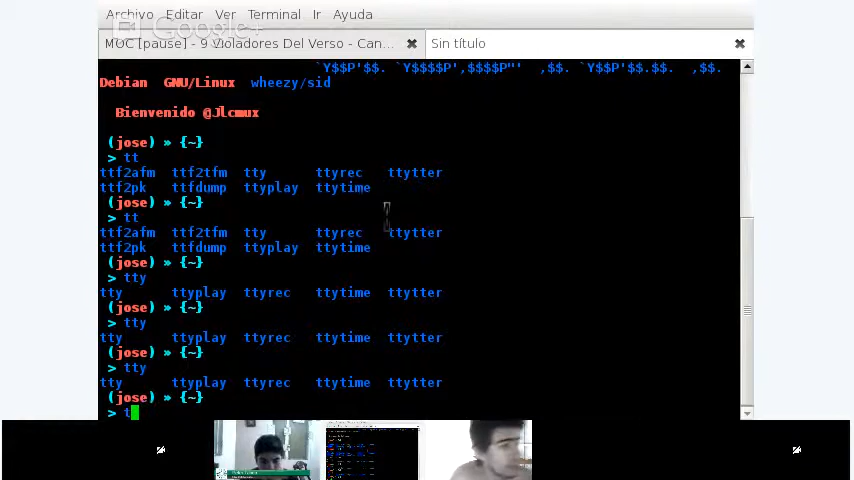 Archivo Editar Ver Terminal Ir Ayuda
Google+
MOC [pause] - 9 Violadores Del Verso - Can...
Sin título
`Y$$P'$$. `Y$$$$P',$$$$P"' ,$$. `Y$$P'$$.$$. ,$$.
Debian GNU/Linux wheezy/sid
Bienvenido @Jlcmux
(jose) » {~}
> tt
ttf2afm ttf2tfm tty ttyrec ttytter
ttf2pk ttfdump ttyplay ttytime
(jose) » {~}
> tt
ttf2afm ttf2tfm tty ttyrec ttytter
ttf2pk ttfdump ttyplay ttytime
(jose) » {~}
> tty
tty ttyplay ttyrec ttytime ttytter
(jose) » {~}
> tty
tty ttyplay ttyrec ttytime ttytter
(jose) » {~}
> tty
tty ttyplay ttyrec ttytime ttytter
(jose) » {~}
> t